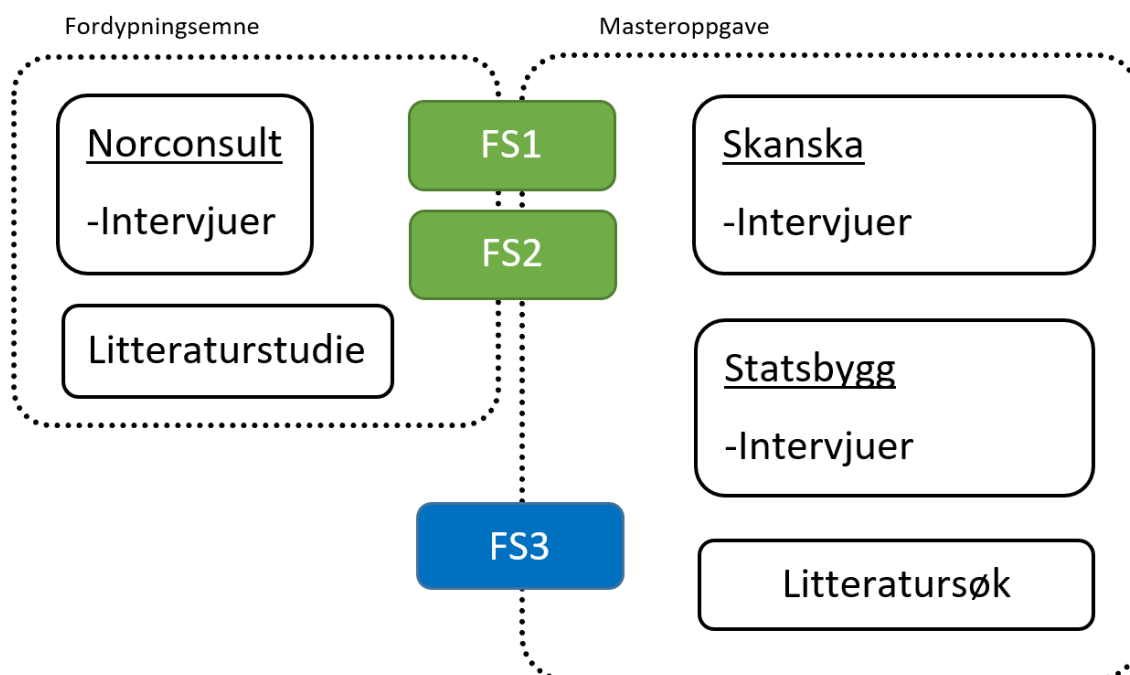 Fordypningsemne
Masteroppgave
Norconsult
-Intervjuer
Litteraturstudie
FS1
FS2
FS3
Skanska
-Intervjuer
Statsbygg
-Intervjuer
Litteratursøk